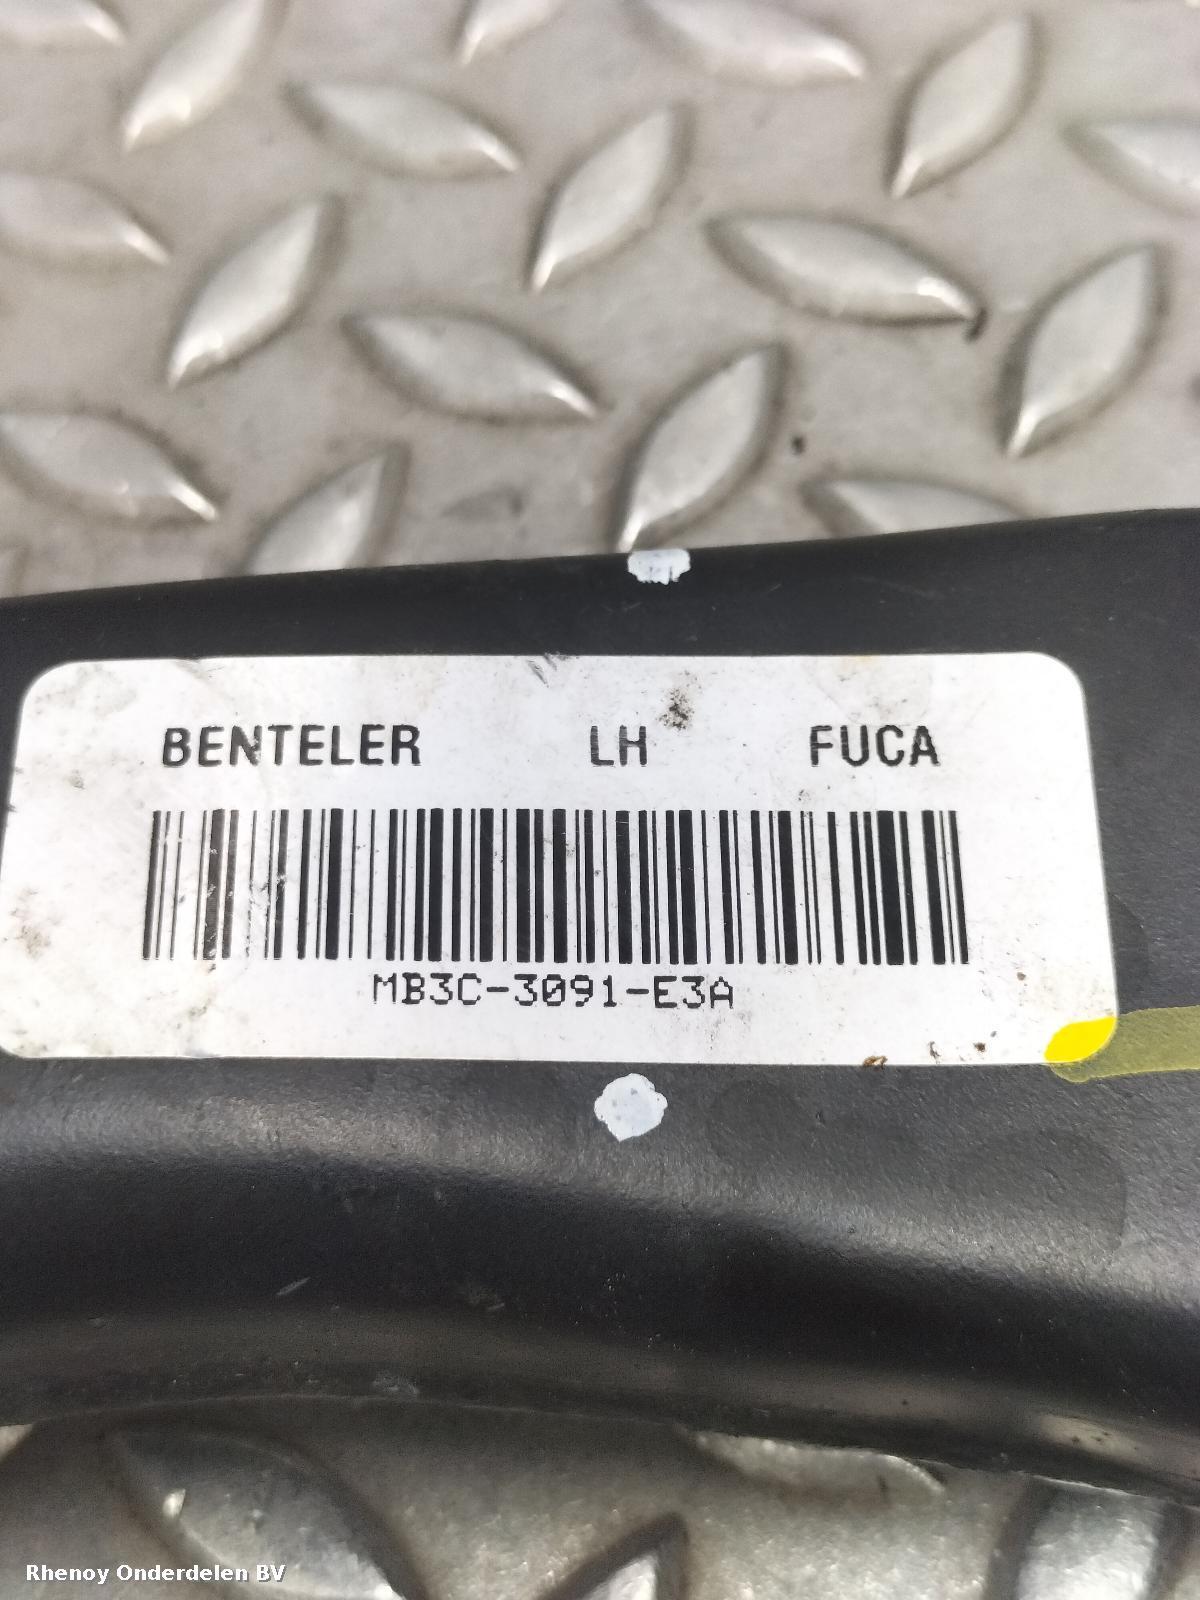 BENTELER LH FUCA
MB3C-3091-E3A
Rhenoy Onderdelen BV